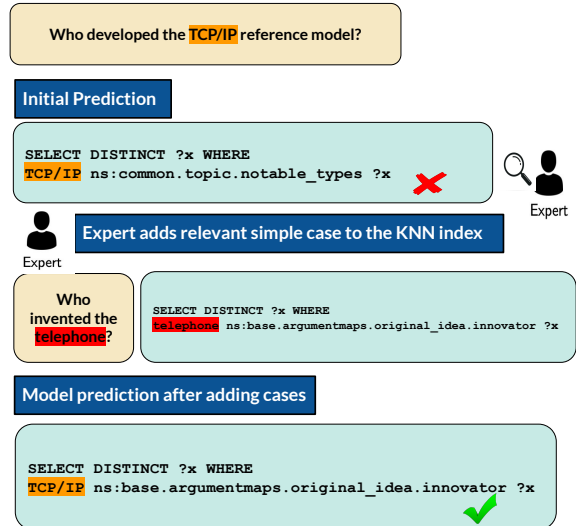 Who developed the TCP/IP reference model?
Initial Prediction
SELECT DISTINCT ?x WHERE
TCP/IP ns:common.topic.notable_types ?x
Expert
Expert adds relevant simple case to the KNN index
Expert
Who
invented the
telephone?
SELECT DISTINCT ?x WHERE
telephone ns:base.argumentmaps.original_idea.innovator ?x
Model prediction after adding cases
SELECT DISTINCT ?x WHERE
TCP/IP ns:base.argumentmaps.original_idea.innovator ?x